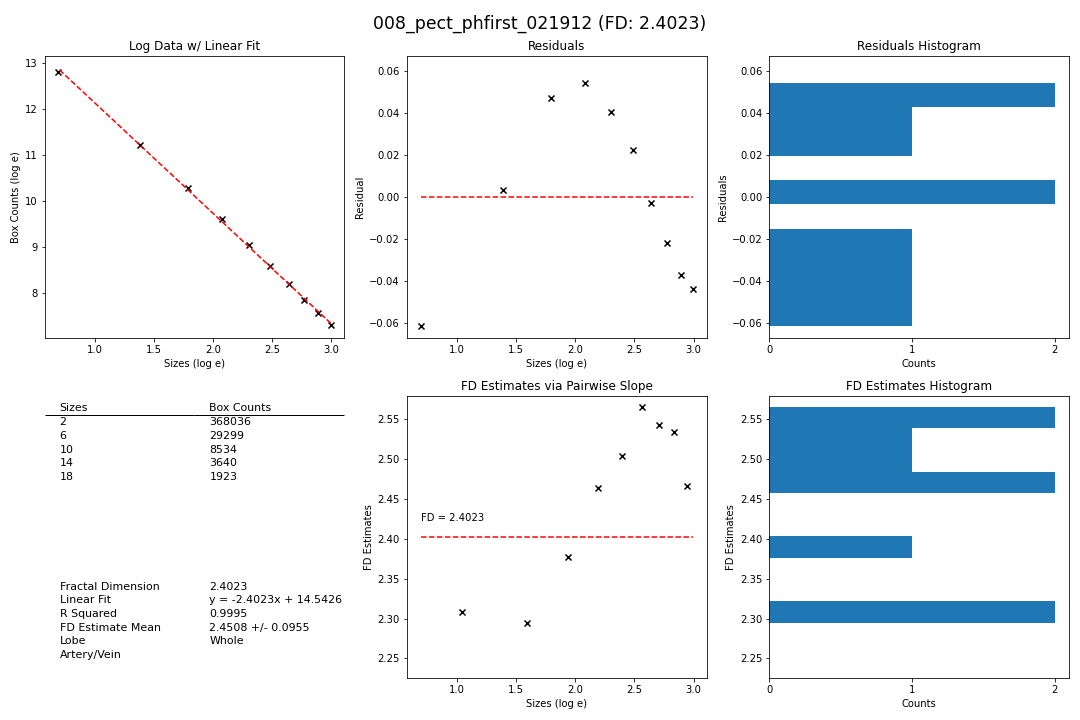 008_pect_phfirst_021912 (FD: 2.4023)
Log Data w/ Linear Fit
Box Counts (log e)
13
12
11
10
9
8
1.0 1.5 2.0 2.5 3.0
Sizes (log e)
Residuals
Residual
0.06
0.04
0.02
0.00
−0.02
−0.04
−0.06
1.0 1.5 2.0 2.5 3.0
Sizes (log e)
Residuals Histogram
Residuals
0.06
0.04
0.02
0.00
−0.02
−0.04
−0.06
0 1 2
Counts
Sizes Box Counts
2 368036
6 29299
10 8534
14 3640
18 1923
Fractal Dimension 2.4023
Linear Fit y = -2.4023x + 14.5426
R Squared 0.9995
FD Estimate Mean 2.4508 +/- 0.0955
Lobe Whole
Artery/Vein
FD Estimates via Pairwise Slope
FD Estimates
2.55
2.50
2.45
2.40
2.35
2.30
2.25
FD = 2.4023
1.0 1.5 2.0 2.5 3.0
Sizes (log e)
FD Estimates Histogram
FD Estimates
2.55
2.50
2.45
2.40
2.35
2.30
2.25
0 1 2
Counts